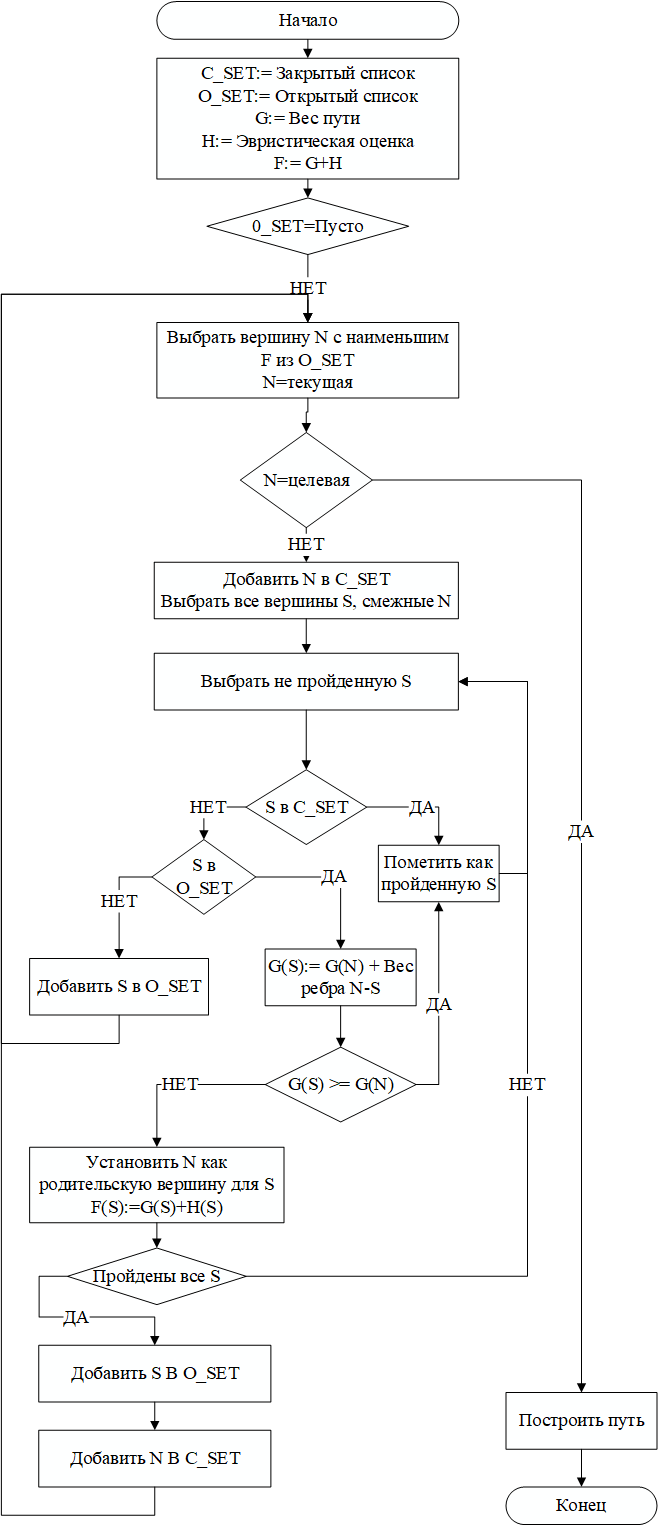 Начало
C_SET:= Закрытый список
O_SET:= Открытый список
G:= Вес пути
H:= Эвристическая оценка
F:= G+H
0_SET=Пусто
НЕТ
Выбрать вершину N с наименьшим
F из O_SET
N=текущая
N=целевая
НЕТ
Добавить N в C_SET
Выбрать все вершины S, смежные N
Выбрать не пройденную S
S в C_SET
НЕТ
ДА
ДА
Пометить как
пройденную S
S в
O_SET
НЕТ
ДА
Добавить S в O_SET
G(S):= G(N) + Вес
ребра N-S
ДА
G(S) >= G(N)
НЕТ
НЕТ
Установить N как
родительскую вершину для S
F(S):=G(S)+H(S)
Пройдены все S
ДА
Добавить S В O_SET
Добавить N В C_SET
Построить путь
Конец